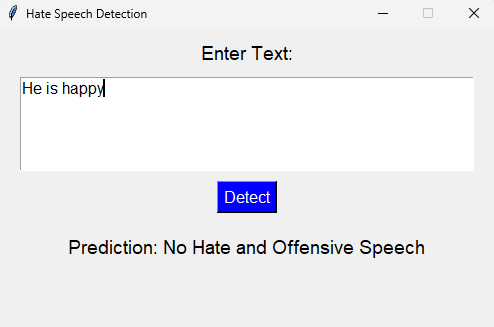 Hate Speech Detection
Enter Text:
He is happy
Detect
Prediction: No Hate and Offensive Speech